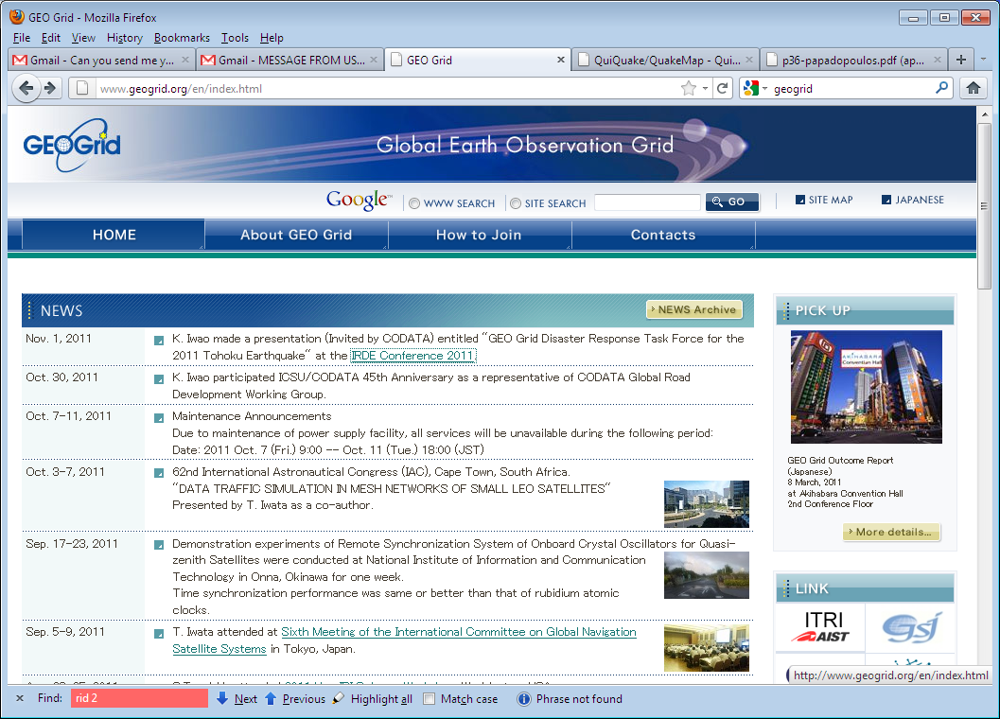 GEO Grid - Mozilla Firefox
File Edit View History Bookmarks Tools Help
Gmail - Can you send me y...
Gmail - MESSAGE FROM US...
GEO Grid
QuiQuake/QuakeMap - Qui...
p36-papadopoulos.pdf (ap...
www.geogrid.org/en/index.html
geogrid
GEOGrid
Global Earth Observation Grid
Google™ WWW SEARCH SITE SEARCH GO SITE MAP JAPANESE
HOME About GEO Grid How to Join Contacts
NEWS
NEWS Archive
Nov. 1, 2011
K. Iwao made a presentation (Invited by CODATA) entitled "GEO Grid Disaster Response Task Force for the
2011 Tohoku Earthquake" at the IRDE Conference 2011.
Oct. 30, 2011
K. Iwao participated ICSU/CODATA 45th Anniversary as a representative of CODATA Global Road
Development Working Group.
Oct. 7-11, 2011
Maintenance Announcements
Due to maintenance of power supply facility, all services will be unavailable during the following period:
Date: 2011 Oct. 7 (Fri.) 9:00 -- Oct. 11 (Tue.) 18:00 (JST)
Oct. 3-7, 2011
62nd International Astronautical Congress (IAC), Cape Town, South Africa.
"DATA TRAFFIC SIMULATION IN MESH NETWORKS OF SMALL LEO SATELLITES"
Presented by T. Iwata as a co-author.
Sep. 17-23, 2011
Demonstration experiments of Remote Synchronization System of Onboard Crystal Oscillators for Quasi-
zenith Satellites were conducted at National Institute of Information and Communication
Technology in Onna, Okinawa for one week.
Time synchronization performance was same or better than that of rubidium atomic
clocks.
Sep. 5-9, 2011
T. Iwata attended at Sixth Meeting of the International Committee on Global Navigation
Satellite Systems in Tokyo, Japan.
PICK UP
AKIHABARA
Convention Hall
GEO Grid Outcome Report
(Japanese)
8 March, 2011
at Akihabara Convention Hall
2nd Conference Floor
More details...
LINK
ITRI
AIST
GSJ
http://www.geogrid.org/en/index.html
Find: rid 2 Next Previous Highlight all Match case Phrase not found